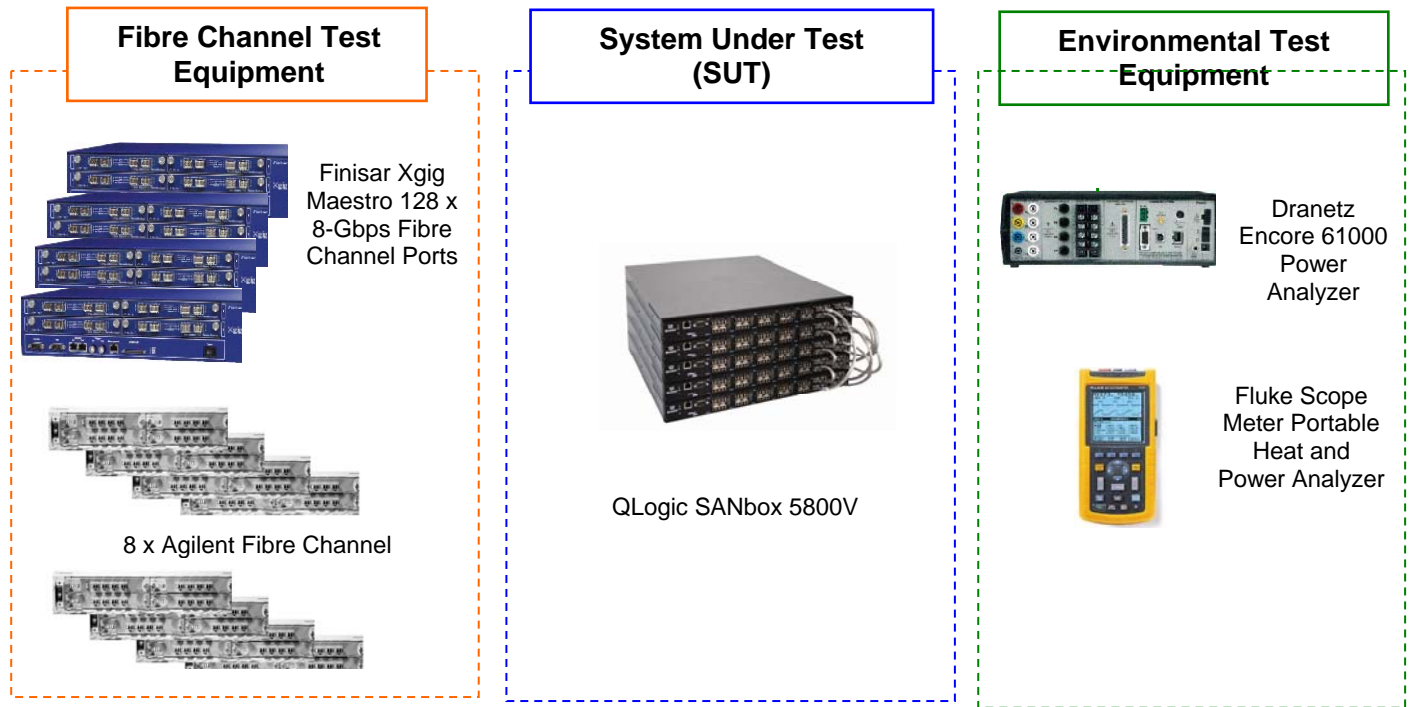 Fibre Channel Test
Equipment
System Under Test
(SUT)
Environmental Test
Equipment
Finisar Xgig
Maestro 128 x
8-Gbps Fibre
Channel Ports
8 x Agilent Fibre Channel
QLogic SANbox 5800V
Dranetz
Encore 61000
Power
Analyzer
Fluke Scope
Meter Portable
Heat and
Power Analyzer